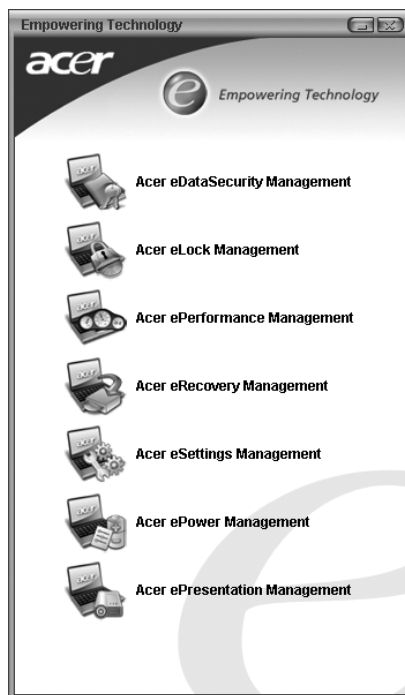 Empowering Technology
acer
e Empowering Technology
Acer eDataSecurity Management
Acer eLock Management
Acer ePerformance Management
Acer eRecovery Management
Acer eSettings Management
Acer ePower Management
Acer ePresentation Management